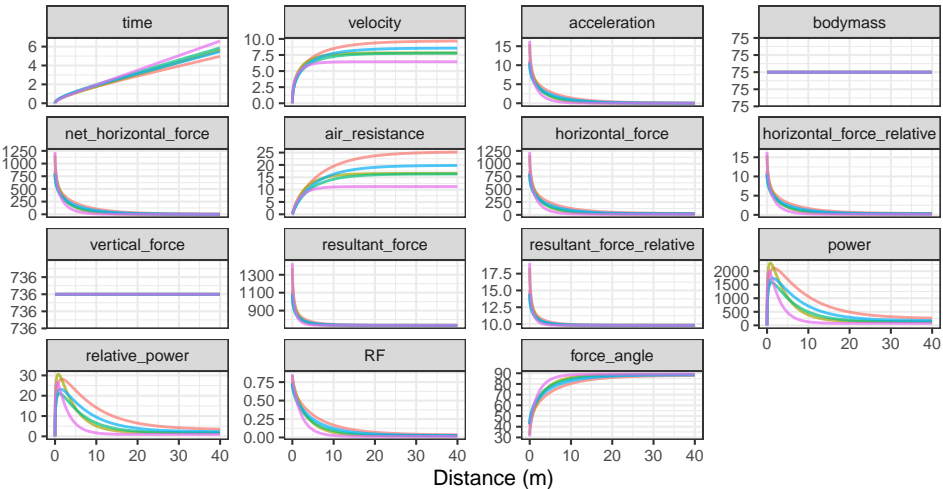 time velocity acceleration bodymass
6 10.0 15 75
4 7.5 75
2 5.0 10 75
2.5 5 75
0 0.0 0 75
net_horizontal_force air_resistance horizontal_force horizontal_force_relative
1250 25 1250 15
1000 20 1000
750 15 750 10
500 10 500 5
250 5 250
0 0 0 0
vertical_force resultant_force resultant_force_relative power
736 1300 17.5 2000
736 1100 15.0 1500
736 12.5 1000
736 900 10.0 500
0
0 10 20 30 40
relative_power RF force_angle
30 0.75 90
80
20 0.50 70
60
10 0.25 50
40
0 0.00 30
0 10 20 30 40 0 10 20 30 40 0 10 20 30 40
Distance (m)